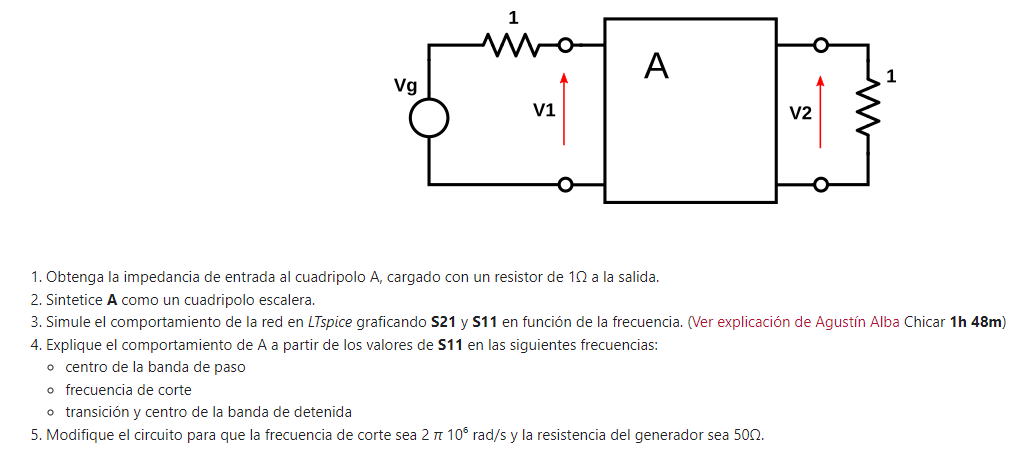 1
A
Vg
1
V1
V2
1. Obtenga la impedancia de entrada al cuadripolo A, cargado con un resistor de 1Ω a la salida.
2. Sintetice A como un cuadripolo escalera.
3. Simule el comportamiento de la red en LTspice graficando S21 y S11 en función de la frecuencia. (Ver explicación de Agustín Alba Chicar 1h 48m)
4. Explique el comportamiento de A a partir de los valores de S11 en las siguientes frecuencias:
centro de la banda de paso
frecuencia de corte
transición y centro de la banda de detenida
5. Modifique el circuito para que la frecuencia de corte sea 2 π 10⁶ rad/s y la resistencia del generador sea 50Ω.